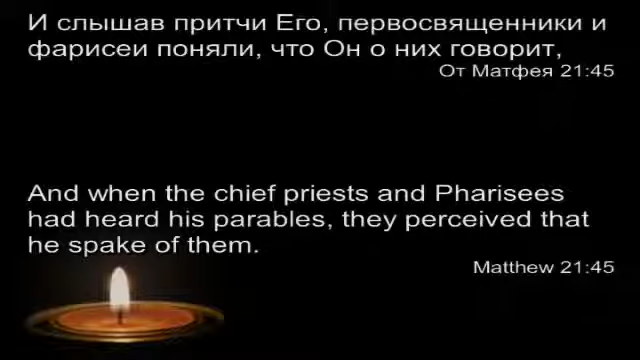 И слышав притчи Его, первосвященники и
фарисеи поняли, что Он о них говорит,
От Матфея 21:45
And when the chief priests and Pharisees
had heard his parables, they perceived that
he spake of them.
Matthew 21:45